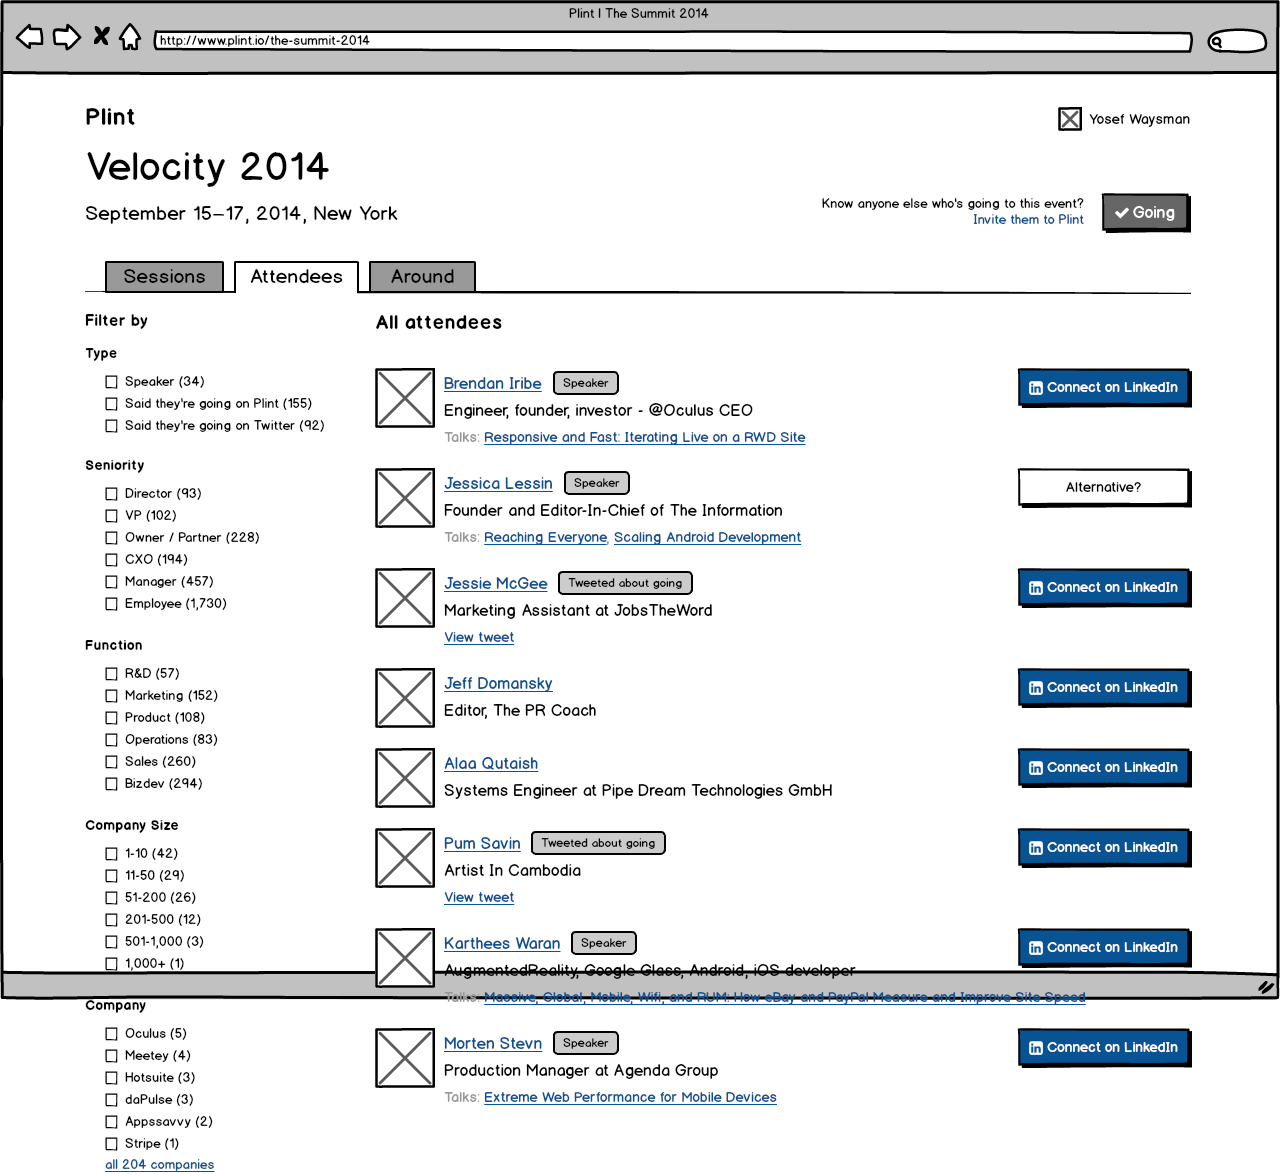 Plint | The Summit 2014
http://www.plint.io/the-summit-2014
Plint
Yosef Waysman
Velocity 2014
September 15–17, 2014, New York
Know anyone else who's going to this event?
Invite them to Plint
Going
Sessions
Attendees
Around
Filter by
Type
Speaker (34)
Said they're going on Plint (155)
Said they're going on Twitter (92)
Seniority
Director (93)
VP (102)
Owner / Partner (228)
CXO (194)
Manager (457)
Employee (1,730)
Function
R&D (57)
Marketing (152)
Product (108)
Operations (83)
Sales (260)
Bizdev (294)
Company Size
1-10 (42)
11-50 (29)
51-200 (26)
201-500 (12)
501-1,000 (3)
1,000+ (1)
Company
Oculus (5)
Meetey (4)
Hotsuite (3)
daPulse (3)
Appssavvy (2)
Stripe (1)
all 204 companies
All attendees
Brendan Iribe Speaker
Connect on LinkedIn
Engineer, founder, investor - @Oculus CEO
Talks: Responsive and Fast: Iterating Live on a RWD Site
Jessica Lessin Speaker
Alternative?
Founder and Editor-In-Chief of The Information
Talks: Reaching Everyone, Scaling Android Development
Jessie McGee Tweeted about going
Connect on LinkedIn
Marketing Assistant at JobsTheWord
View tweet
Jeff Domansky
Connect on LinkedIn
Editor, The PR Coach
Alaa Qutaish
Connect on LinkedIn
Systems Engineer at Pipe Dream Technologies GmbH
Pum Savin Tweeted about going
Connect on LinkedIn
Artist In Cambodia
View tweet
Karthees Waran Speaker
Connect on LinkedIn
AugmentedReality, Google Glass, Android, iOS developer
Talks: Massive, Global, Mobile, Wifi, and RUM: How eBay and PayPal Measure and Improve Site Speed
Morten Stevn Speaker
Connect on LinkedIn
Production Manager at Agenda Group
Talks: Extreme Web Performance for Mobile Devices